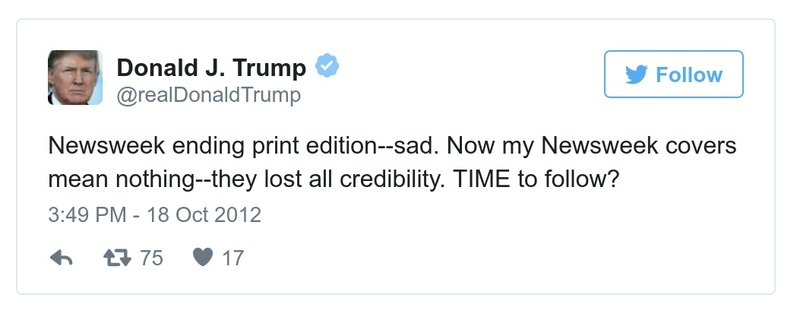 Donald J. Trump
@realDonaldTrump
Follow
Newsweek ending print edition--sad. Now my Newsweek covers
mean nothing--they lost all credibility. TIME to follow?
3:49 PM - 18 Oct 2012
75 17